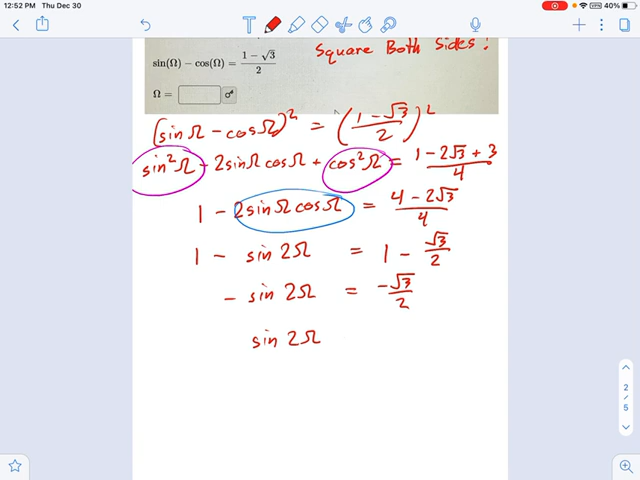 12:52 PM Thu Dec 30
40%
Square Both Sides!
sin(Ω) − cos(Ω) = (1 − √3)/2
Ω =
(sinΩ − cosΩ)² = ((1 − √3)/2)²
sin²Ω − 2sinΩ cosΩ + cos²Ω = (1 − 2√3 + 3)/4
1 − 2sinΩ cosΩ = (4 − 2√3)/4
1 − sin 2Ω = 1 − √3/2
− sin 2Ω = −√3/2
sin 2Ω
2
/
5